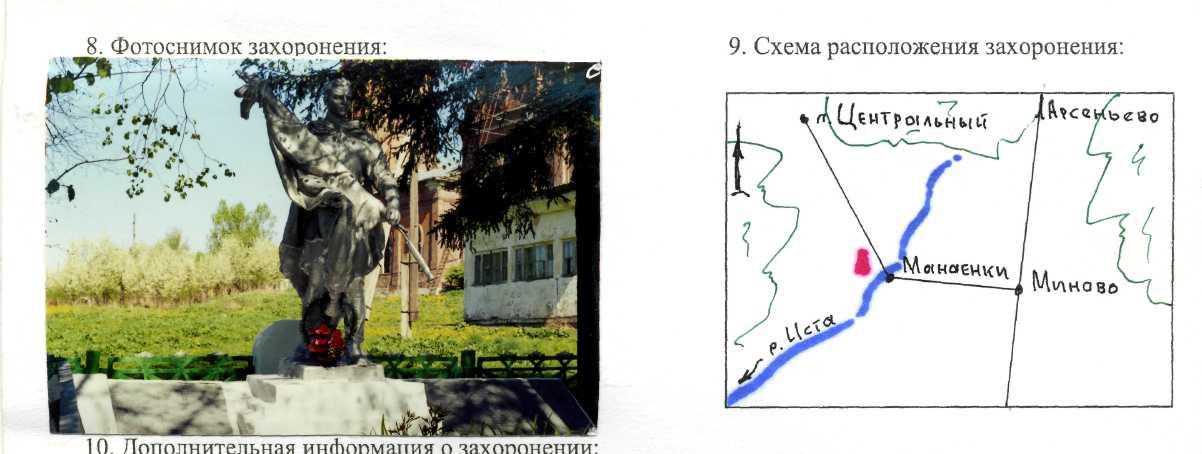 8. Фотоснимок захоронения:
9. Схема расположения захоронения:
п. Центральный
Арсеньево
Манаенки
Миново
р. Иста
10. Дополнительная информация о захоронении: